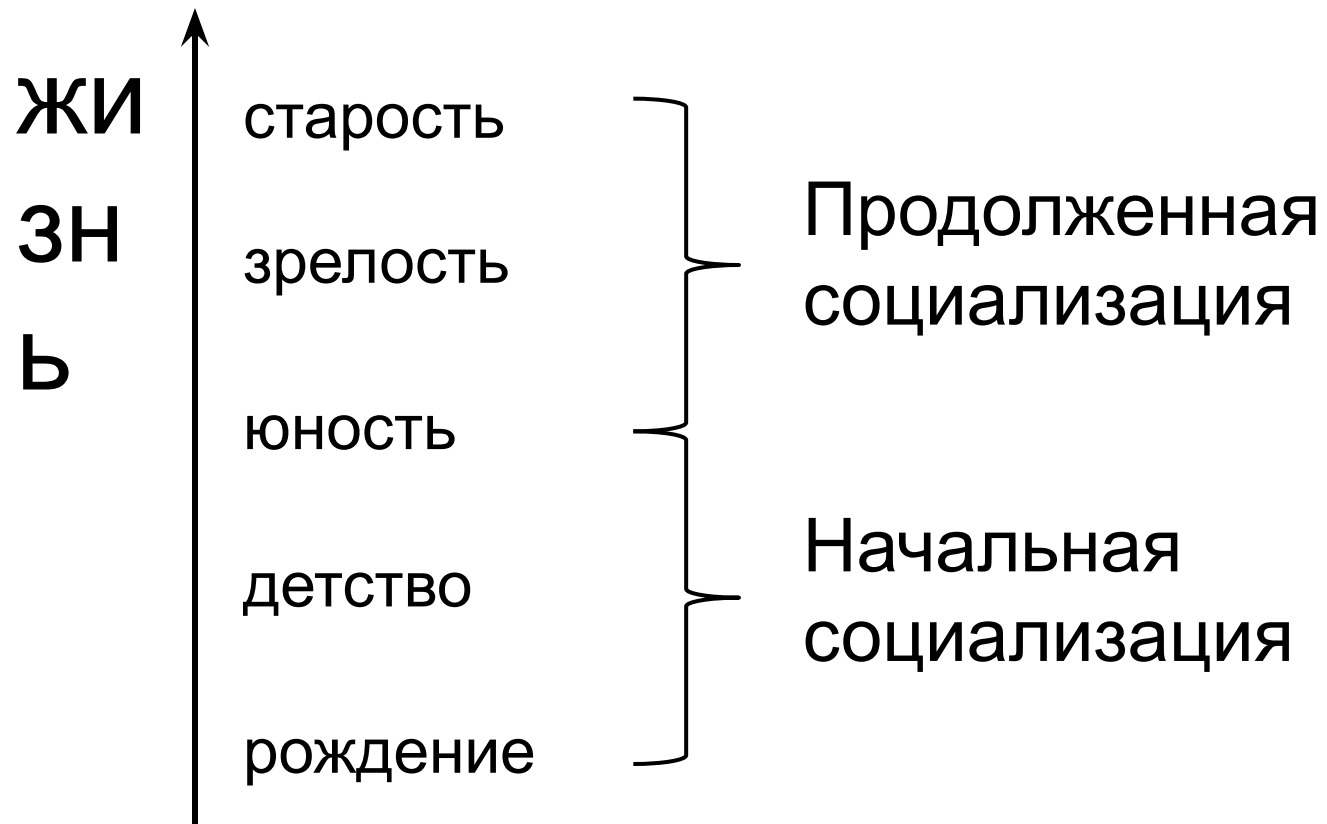 жи
зн
ь
старость
зрелость
юность
детство
рождение
Продолженная
социализация
Начальная
социализация